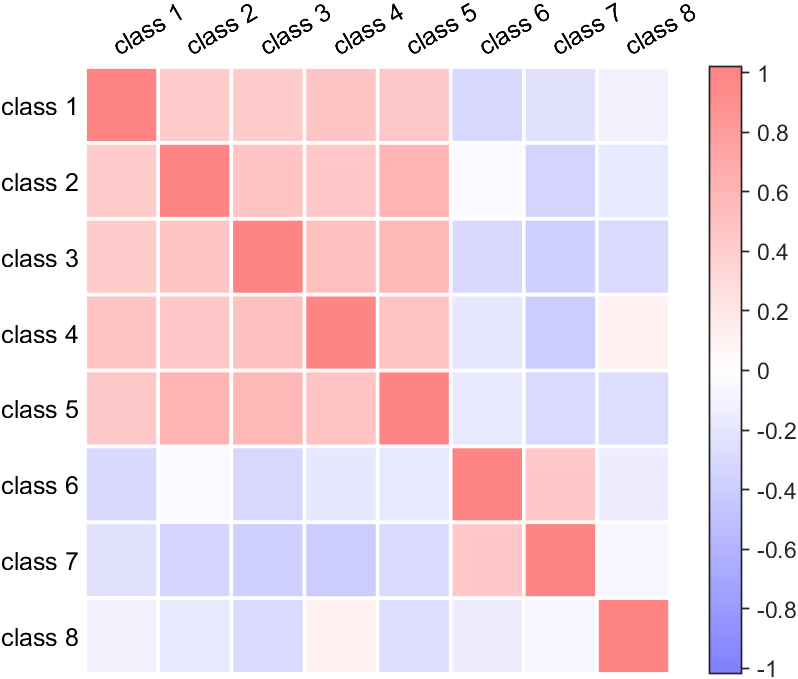 class 1
class 2
class 3
class 4
class 5
class 6
class 7
class 8
class 1
class 2
class 3
class 4
class 5
class 6
class 7
class 8
1
0.8
0.6
0.4
0.2
0
-0.2
-0.4
-0.6
-0.8
-1